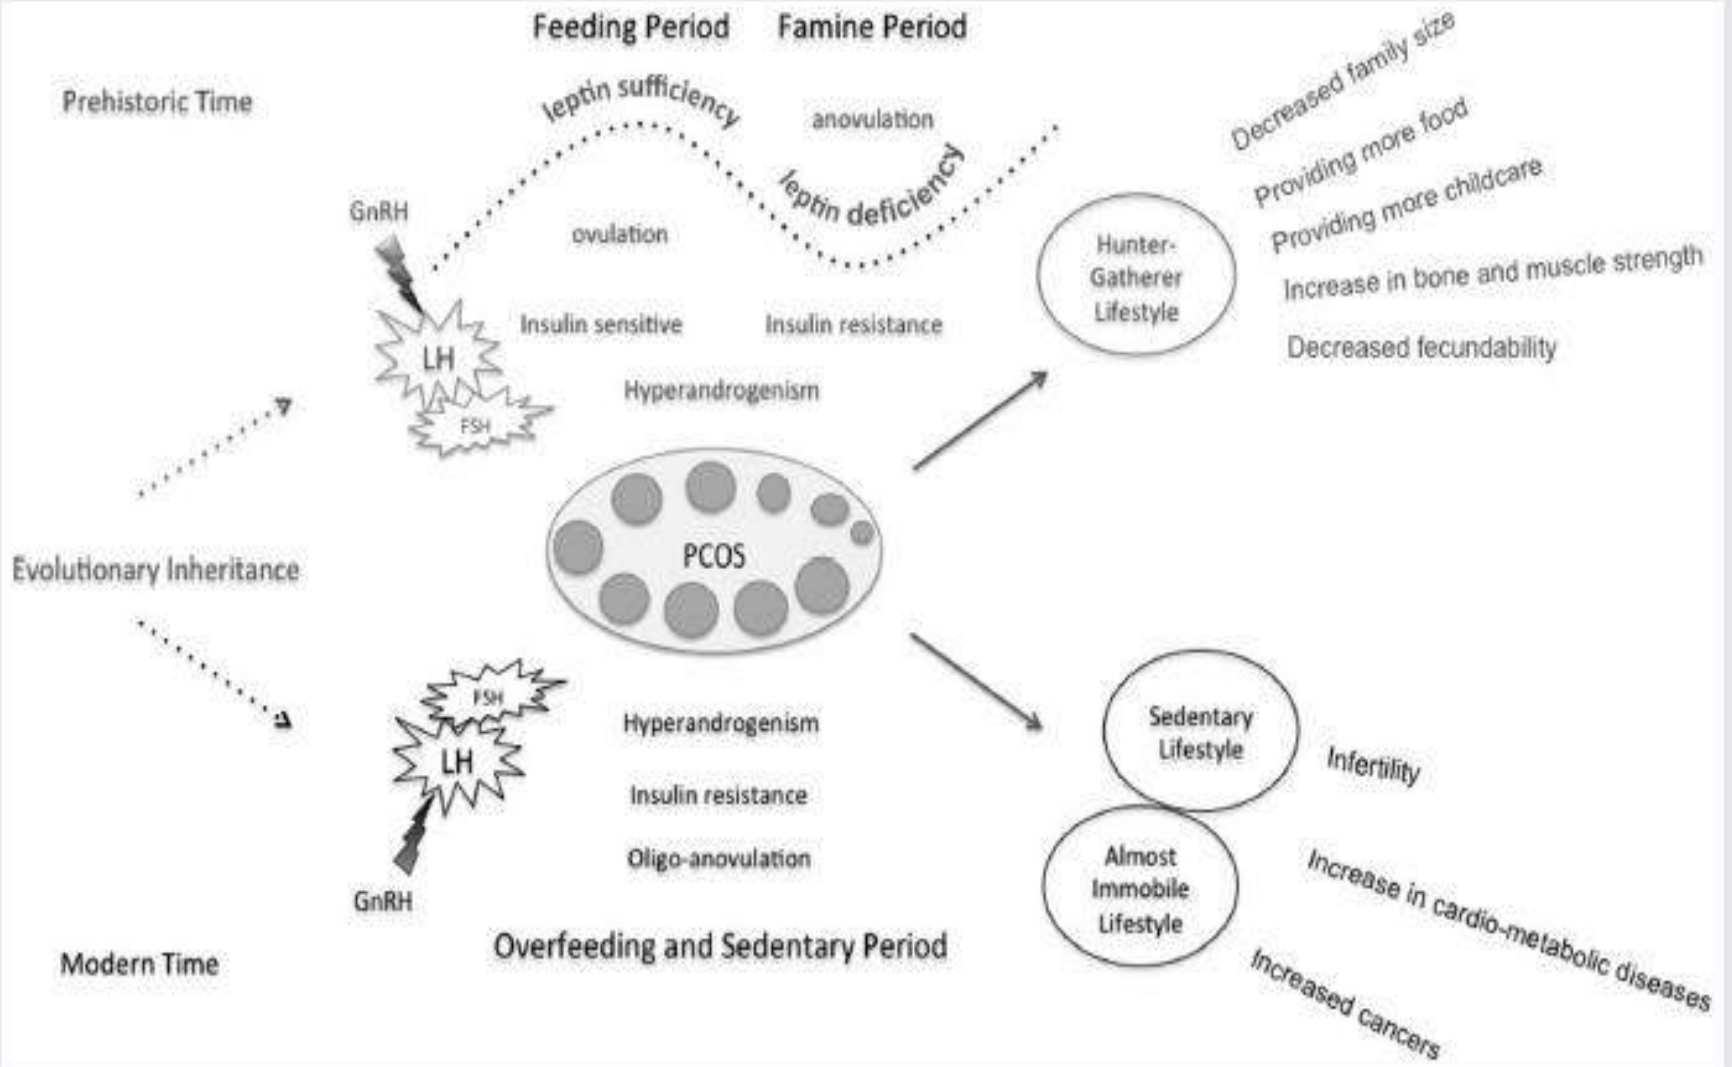 Feeding Period
Famine Period
Prehistoric Time
leptin sufficiency
anovulation
leptin deficiency
GnRH
ovulation
LH
FSH
Insulin sensitive
Insulin resistance
Hyperandrogenism
Hunter-
Gatherer
Lifestyle
Decreased family size
Providing more food
Providing more childcare
Increase in bone and muscle strength
Decreased fecundability
Evolutionary Inheritance
PCOS
FSH
LH
GnRH
Hyperandrogenism
Insulin resistance
Oligo-anovulation
Overfeeding and Sedentary Period
Modern Time
Sedentary
Lifestyle
Almost
Immobile
Lifestyle
Infertility
Increase in cardio-metabolic diseases
Increased cancers